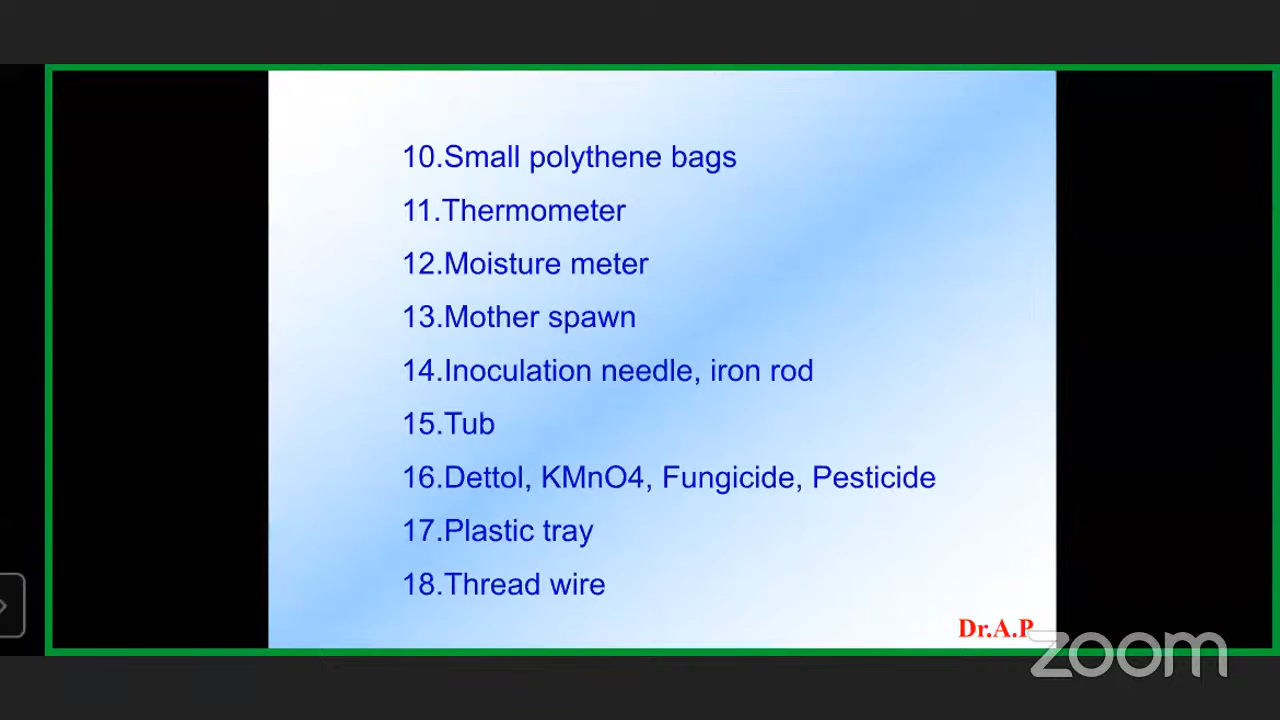 10.Small polythene bags
11.Thermometer
12.Moisture meter
13.Mother spawn
14.Inoculation needle, iron rod
15.Tub
16.Dettol, KMnO4, Fungicide, Pesticide
17.Plastic tray
18.Thread wire
Dr.A.P
zoom